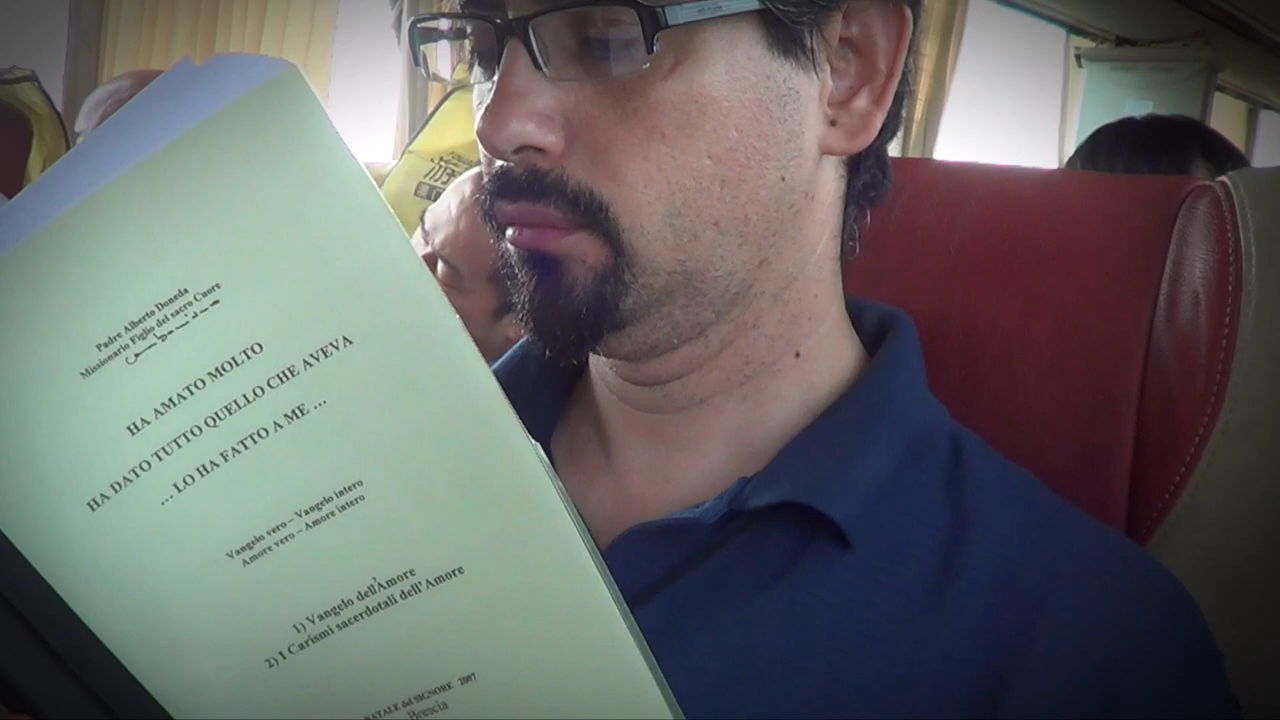 Padre Alberto Doneda
Missionario Figlio del sacro Cuore
HA AMATO MOLTO
HA DATO TUTTO QUELLO CHE AVEVA
... LO HA FATTO A ME ...
Vangelo vero – Vangelo intero
Amore vero – Amore intero
1) Vangelo dell'Amore
2) I Carismi sacerdotali dell'Amore
NATALE del SIGNORE 2007
Brescia